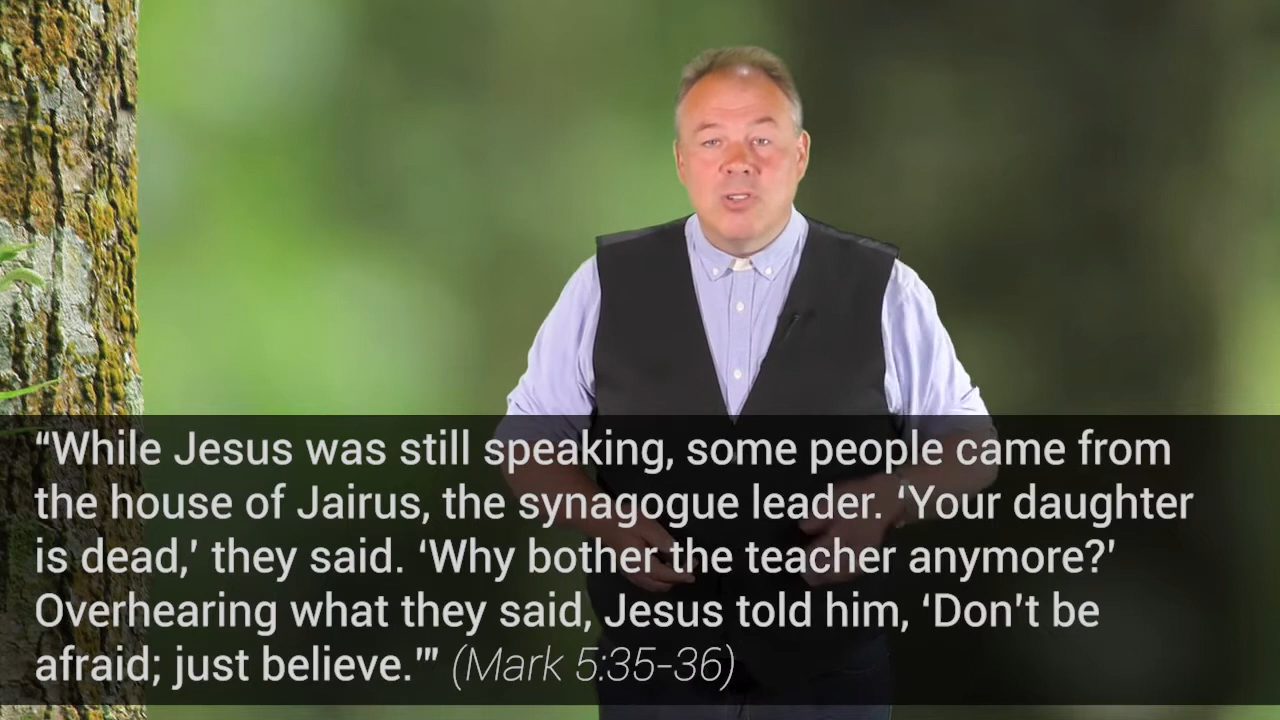 “While Jesus was still speaking, some people came from
the house of Jairus, the synagogue leader. ‘Your daughter
is dead,’ they said. ‘Why bother the teacher anymore?’
Overhearing what they said, Jesus told him, ‘Don't be
afraid; just believe.’” (Mark 5:35-36)